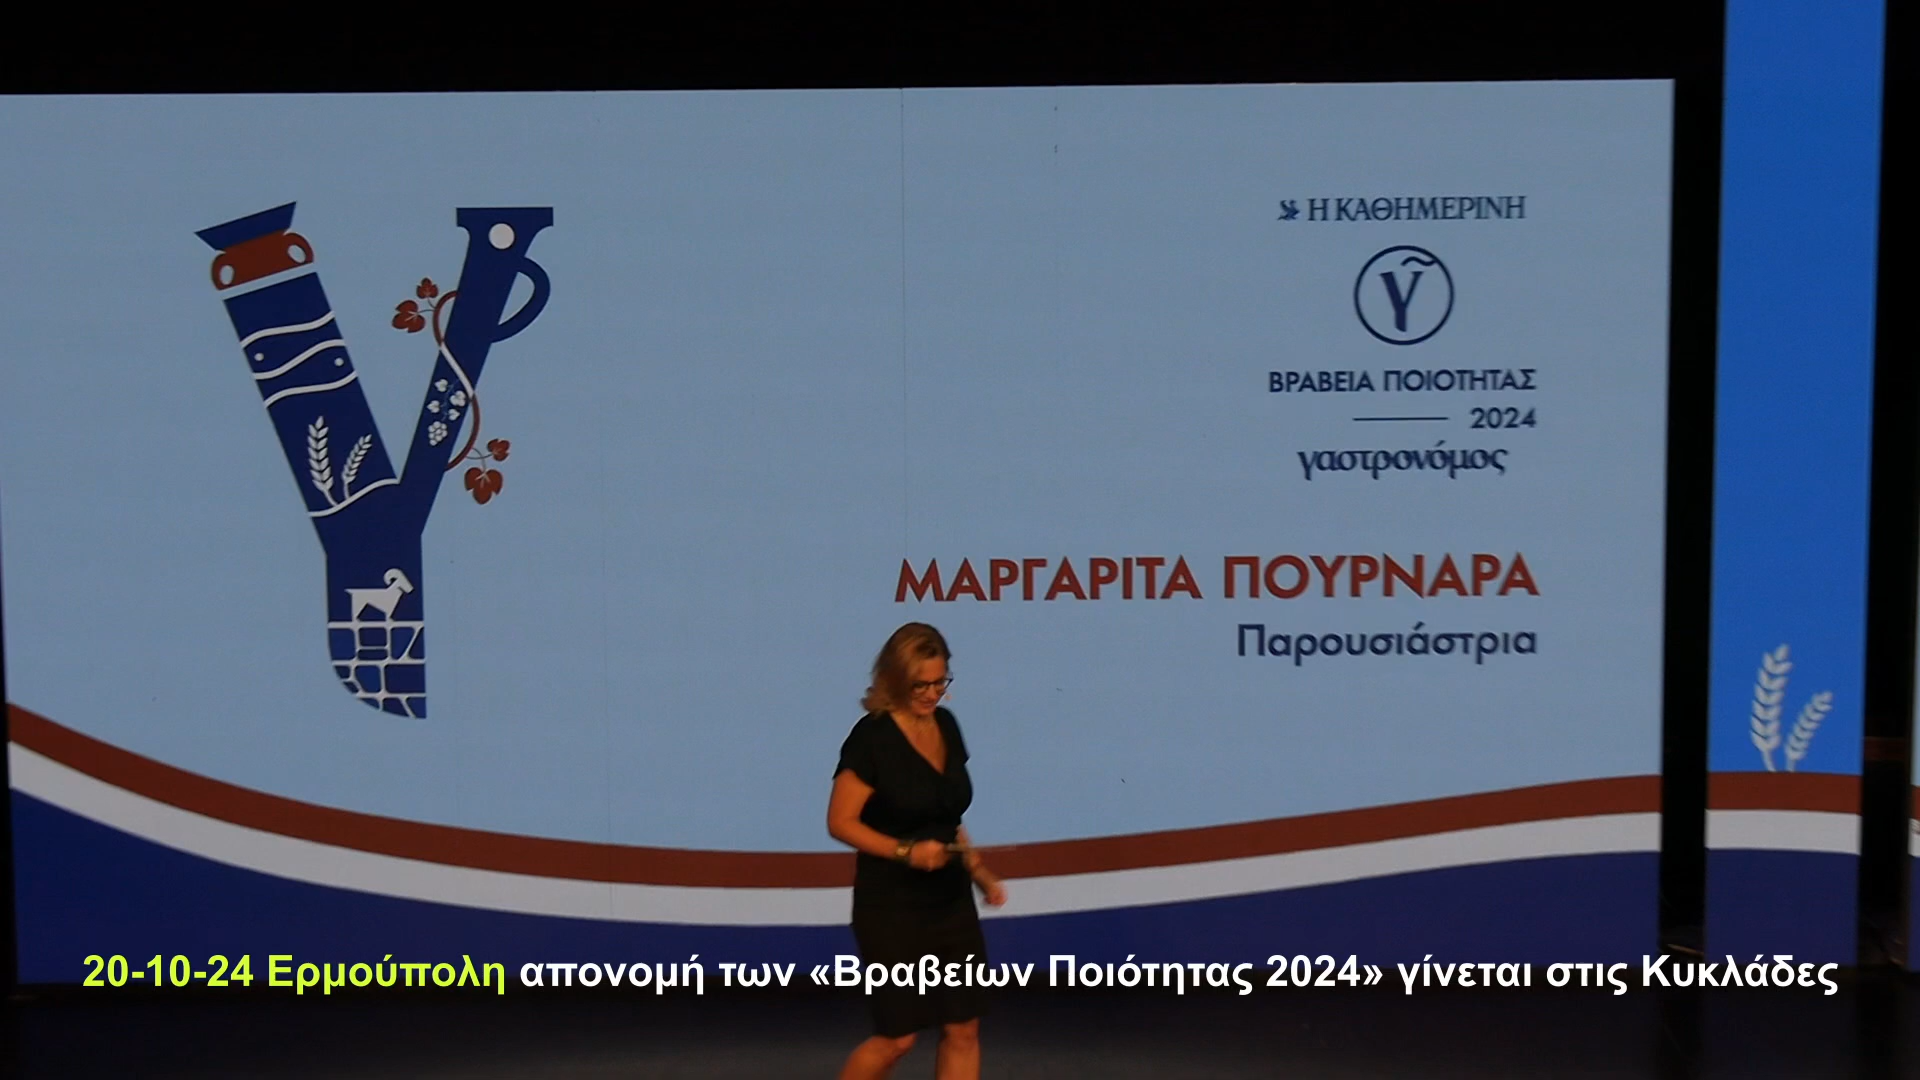 Η ΚΑΘΗΜΕΡΙΝΗ
γ
ΒΡΑΒΕΙΑ ΠΟΙΟΤΗΤΑΣ
2024
γαστρονόμος
ΜΑΡΓΑΡΙΤΑ ΠΟΥΡΝΑΡΑ
Παρουσιάστρια
20-10-24 Ερμούπολη απονομή των «Βραβείων Ποιότητας 2024» γίνεται στις Κυκλάδες